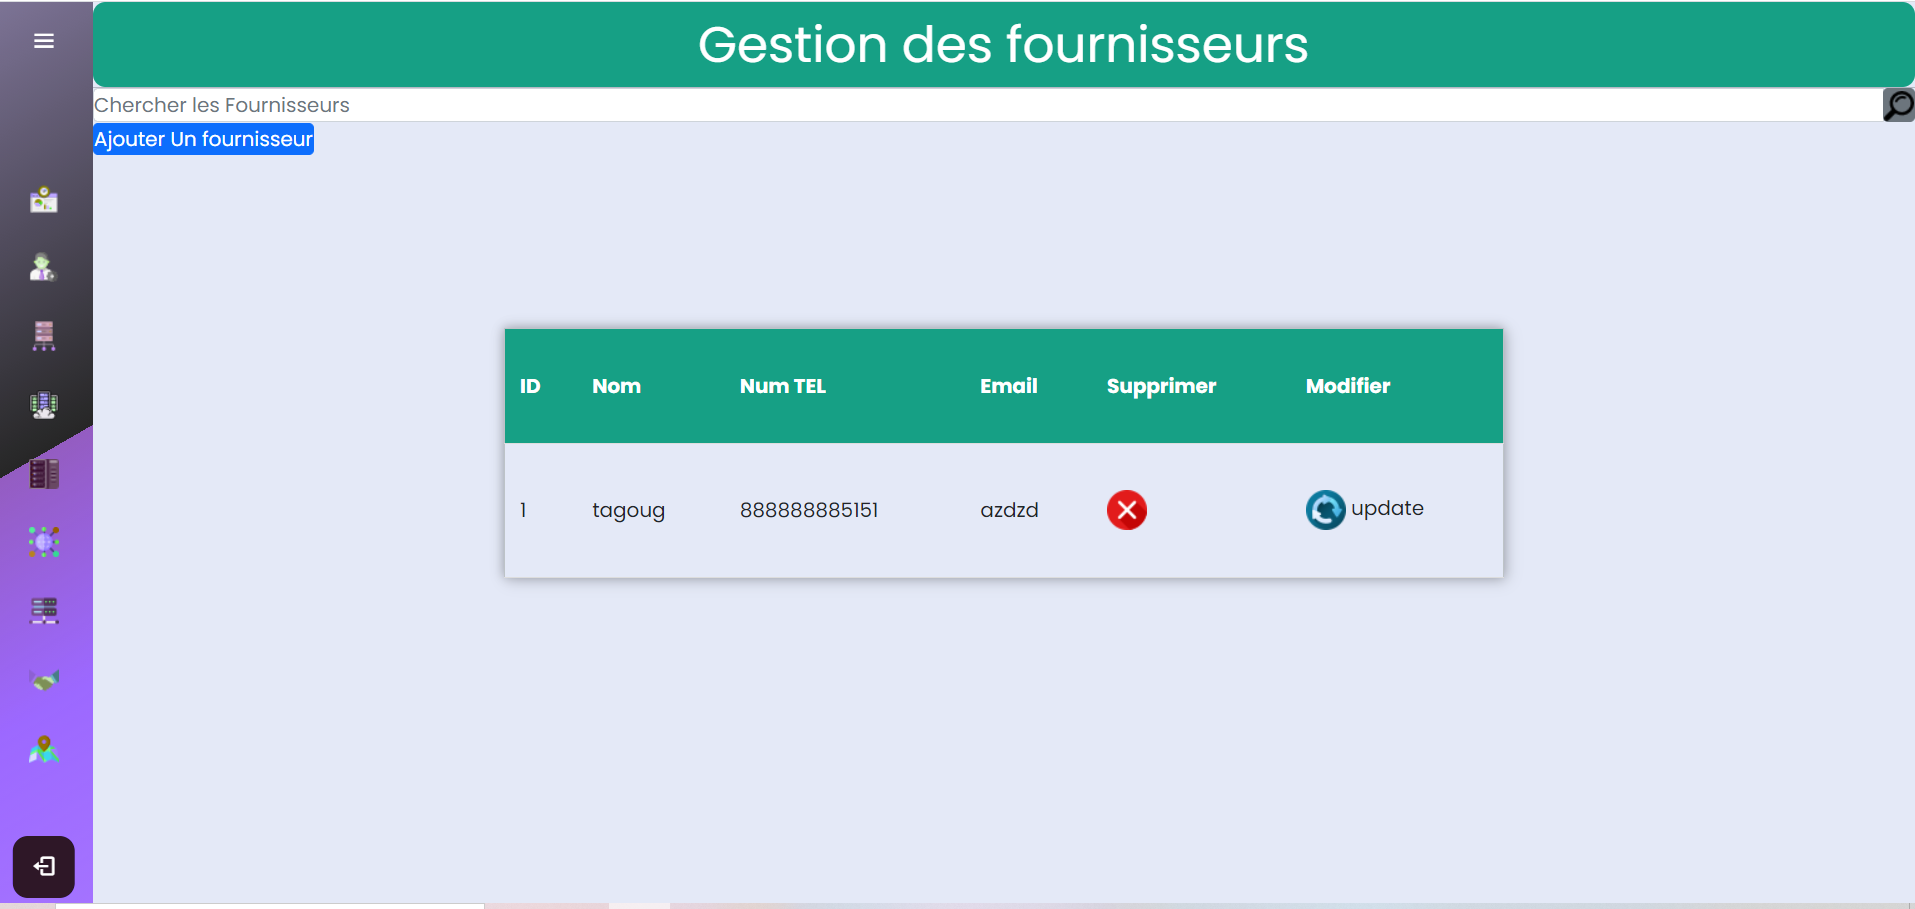 Gestion des fournisseurs
Chercher les Fournisseurs
Ajouter Un fournisseur
ID Nom Num TEL Email Supprimer Modifier
1 tagoug 888888885151 azdzd update